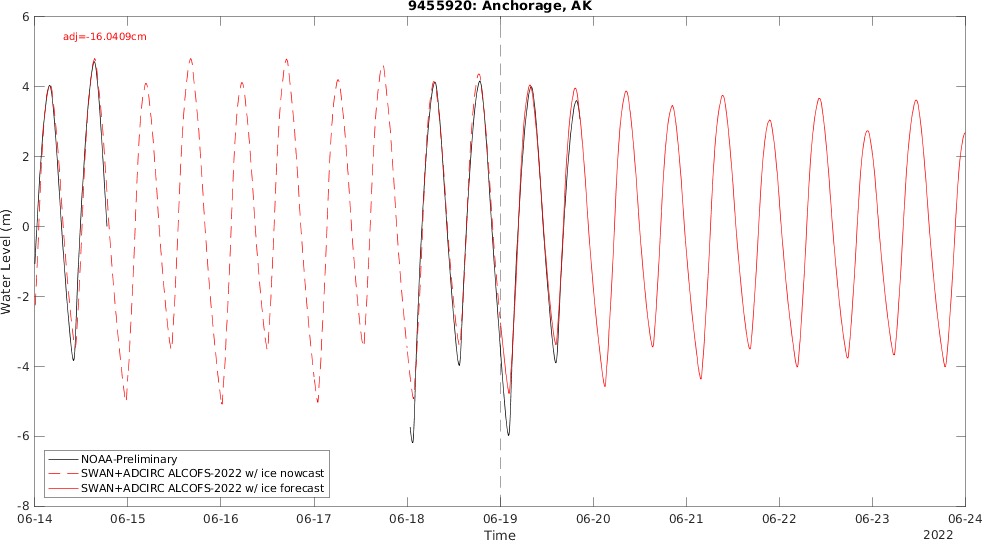 9455920: Anchorage, AK
adj=-16.0409cm
6
4
2
0
-2
-4
-6
-8
Water Level (m)
NOAA-Preliminary
SWAN+ADCIRC ALCOFS-2022 w/ ice nowcast
SWAN+ADCIRC ALCOFS-2022 w/ ice forecast
06-14 06-15 06-16 06-17 06-18 06-19 06-20 06-21 06-22 06-23 06-24
Time
2022